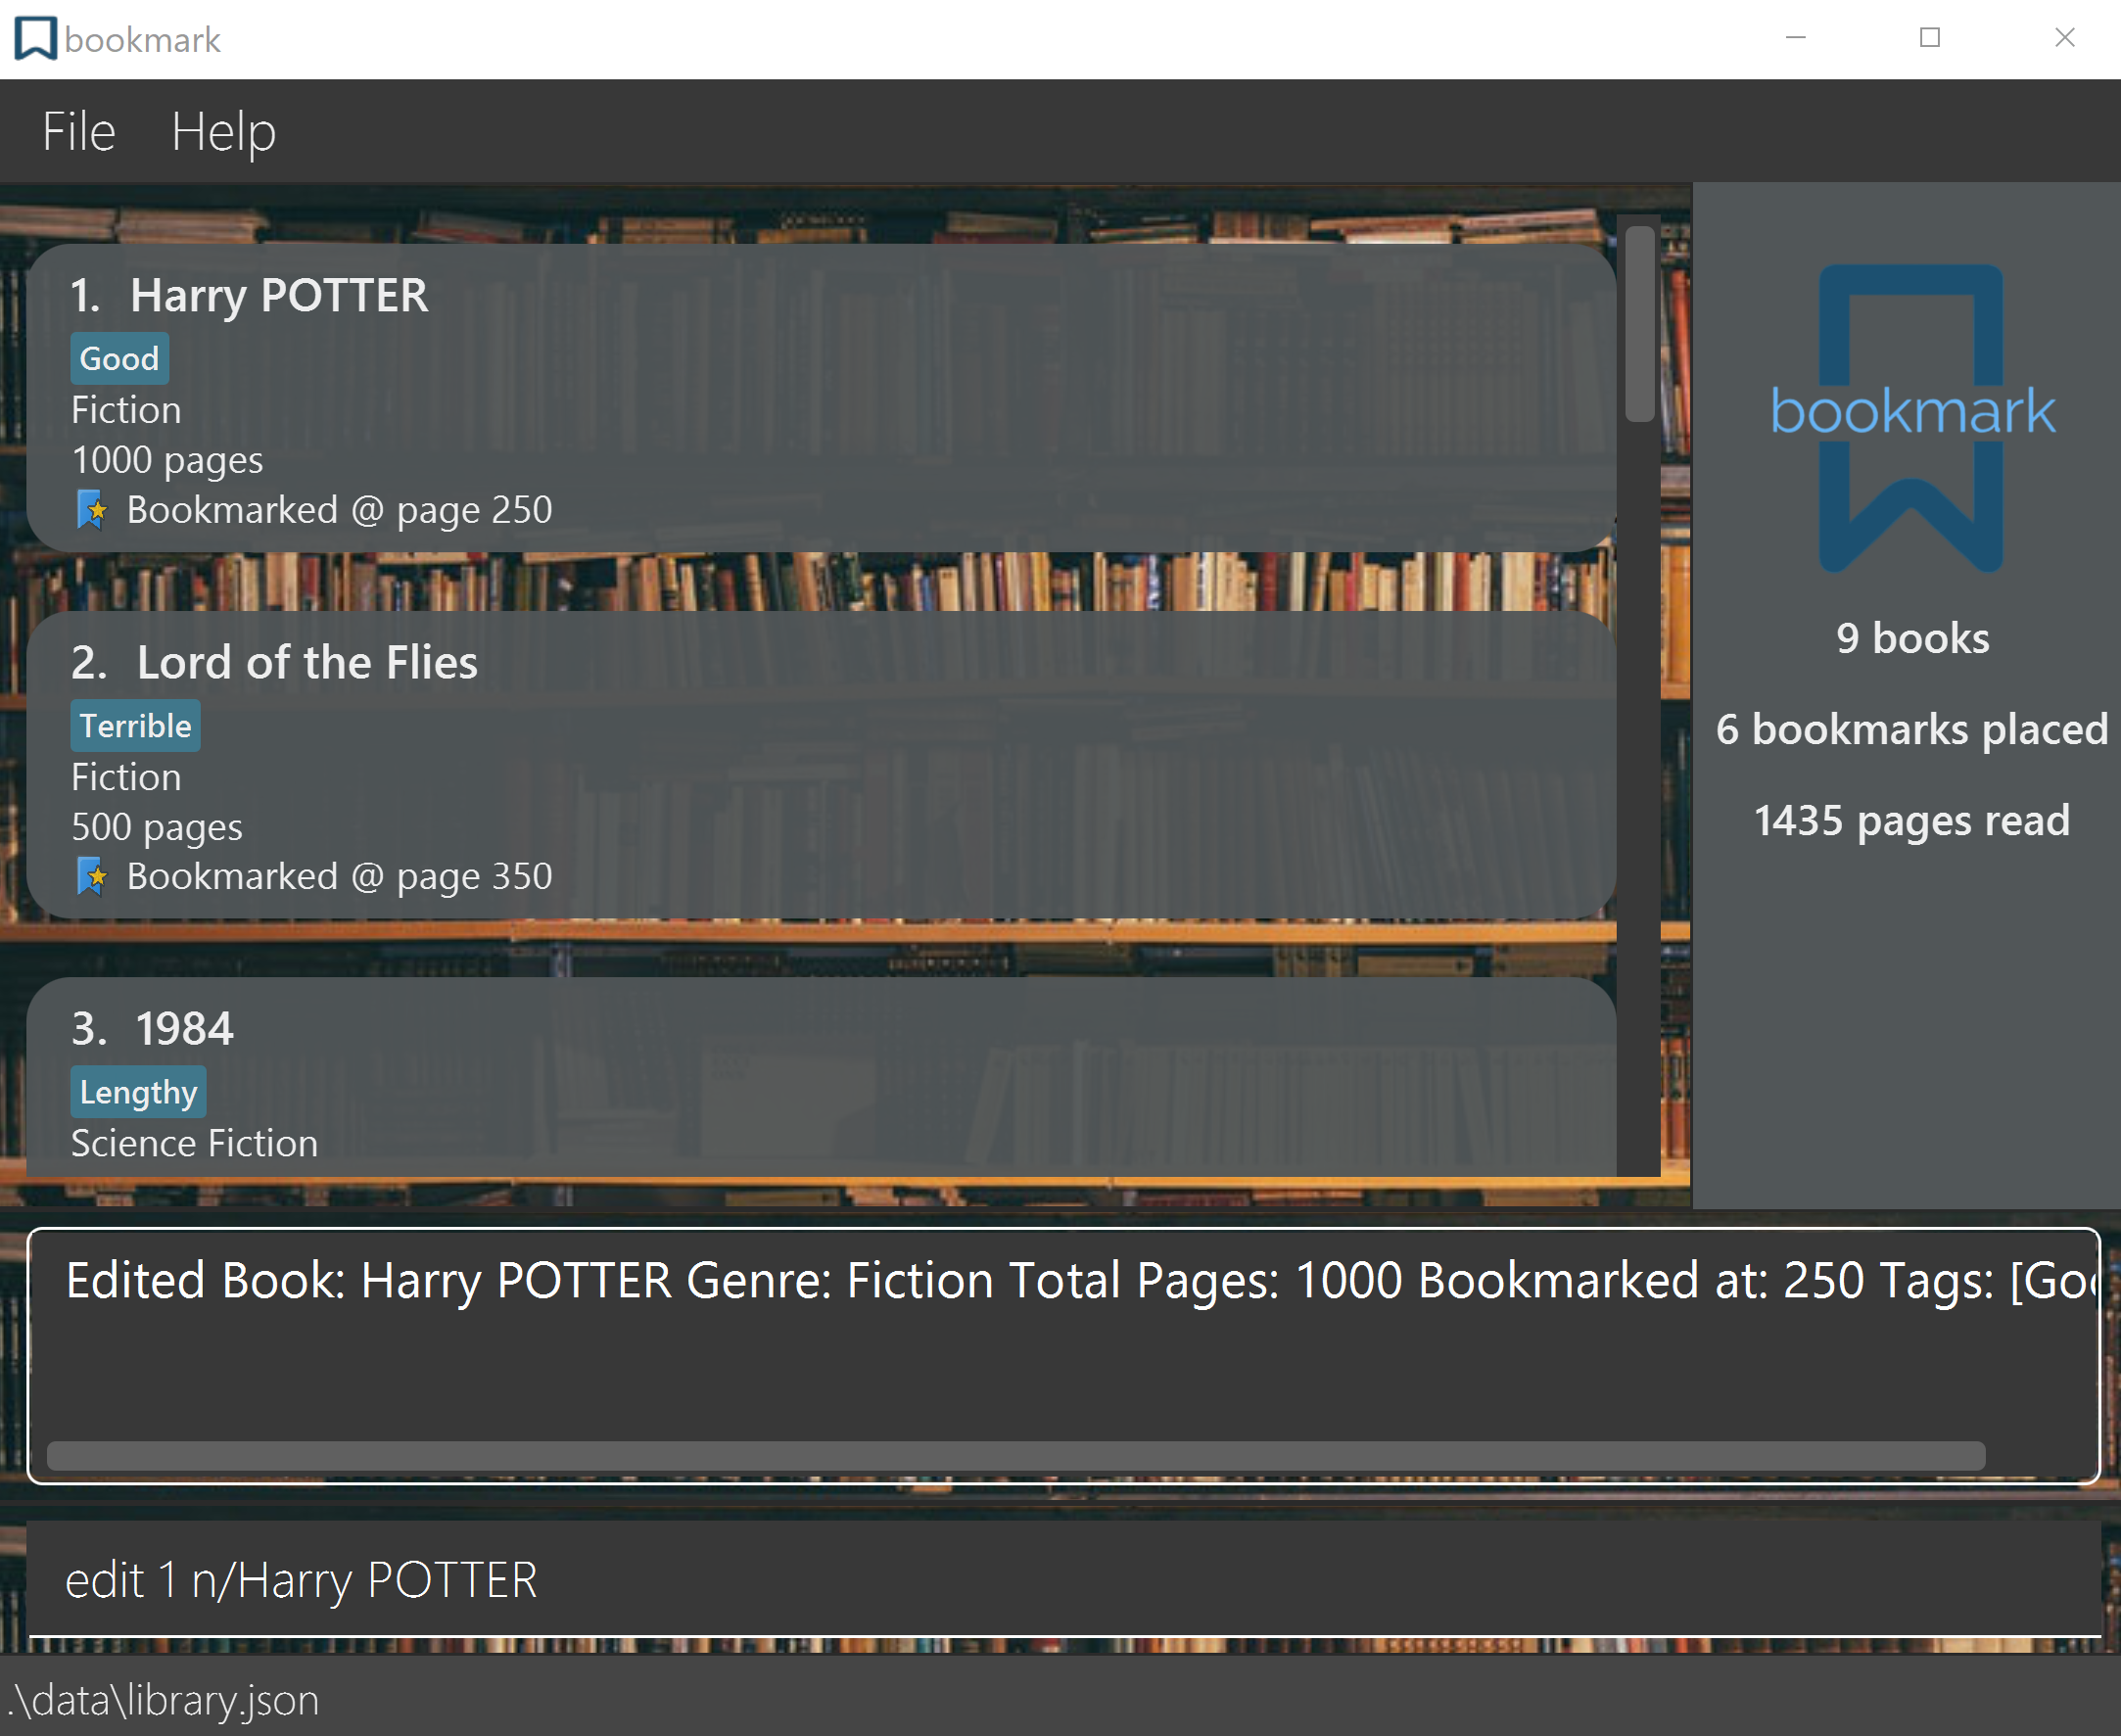 bookmark
File Help
1. Harry POTTER
Good
Fiction
1000 pages
Bookmarked @ page 250
2. Lord of the Flies
Terrible
Fiction
500 pages
Bookmarked @ page 350
3. 1984
Lengthy
Science Fiction
bookmark
9 books
6 bookmarks placed
1435 pages read
Edited Book: Harry POTTER Genre: Fiction Total Pages: 1000 Bookmarked at: 250 Tags: [Goo
edit 1 n/Harry POTTER
.\data\library.json